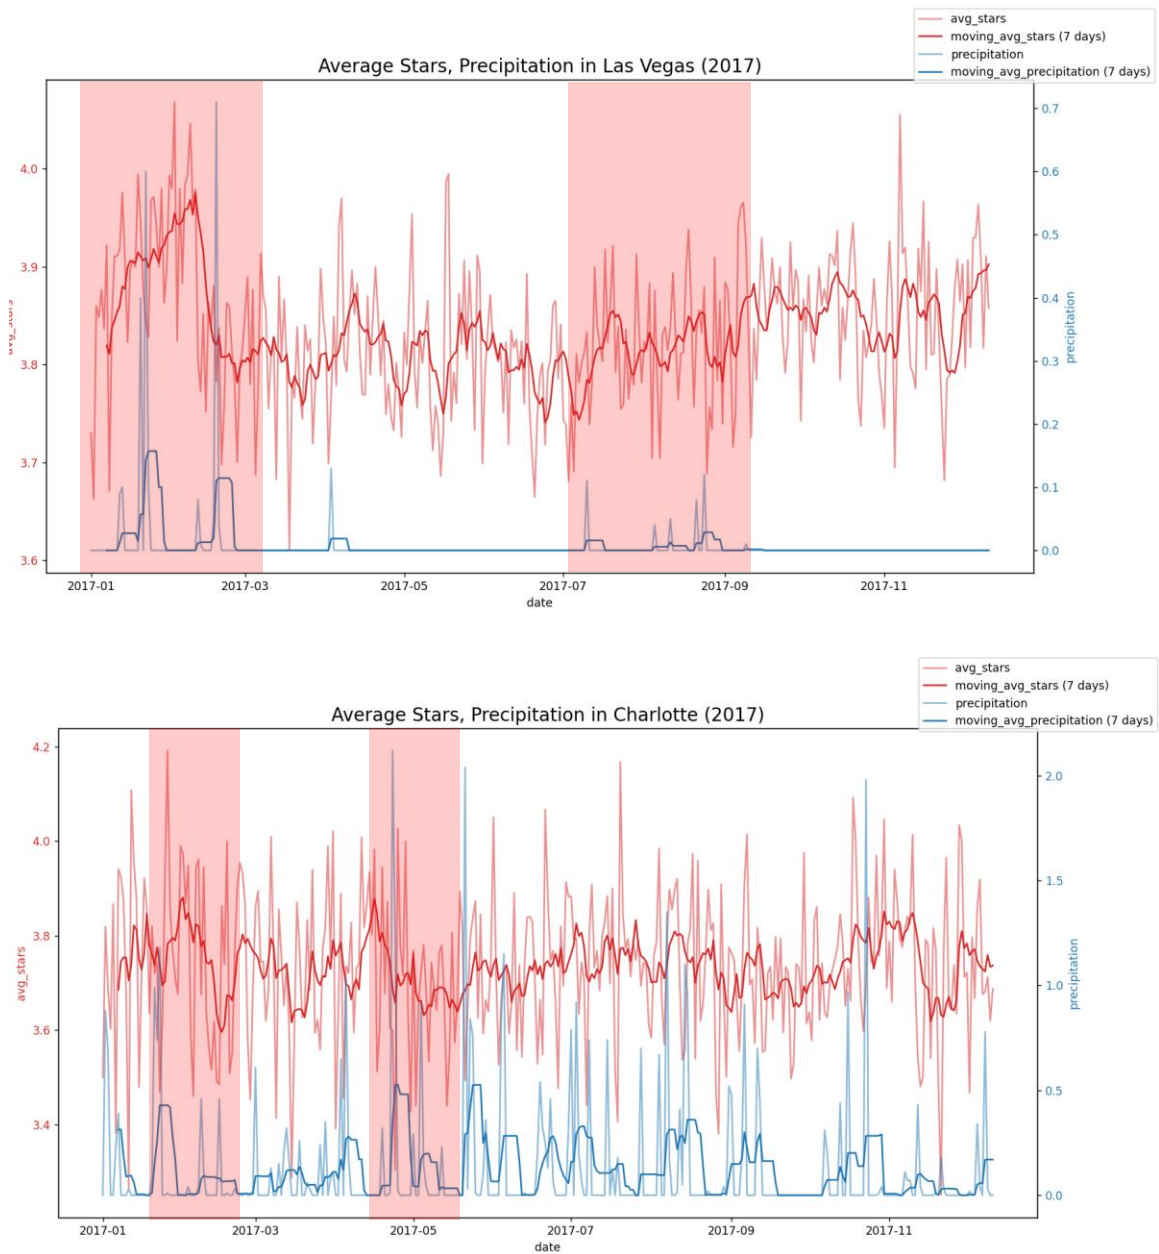 avg_stars
moving_avg_stars (7 days)
precipitation
moving_avg_precipitation (7 days)
Average Stars, Precipitation in Las Vegas (2017)
4.0
3.9
3.8
3.7
3.6
avg_stars
0.7
0.6
0.5
0.4
0.3
0.2
0.1
0.0
precipitation
2017-01 2017-03 2017-05 2017-07 2017-09 2017-11
date
avg_stars
moving_avg_stars (7 days)
precipitation
moving_avg_precipitation (7 days)
Average Stars, Precipitation in Charlotte (2017)
4.2
4.0
3.8
3.6
3.4
avg_stars
2.0
1.5
1.0
0.5
0.0
precipitation
2017-01 2017-03 2017-05 2017-07 2017-09 2017-11
date